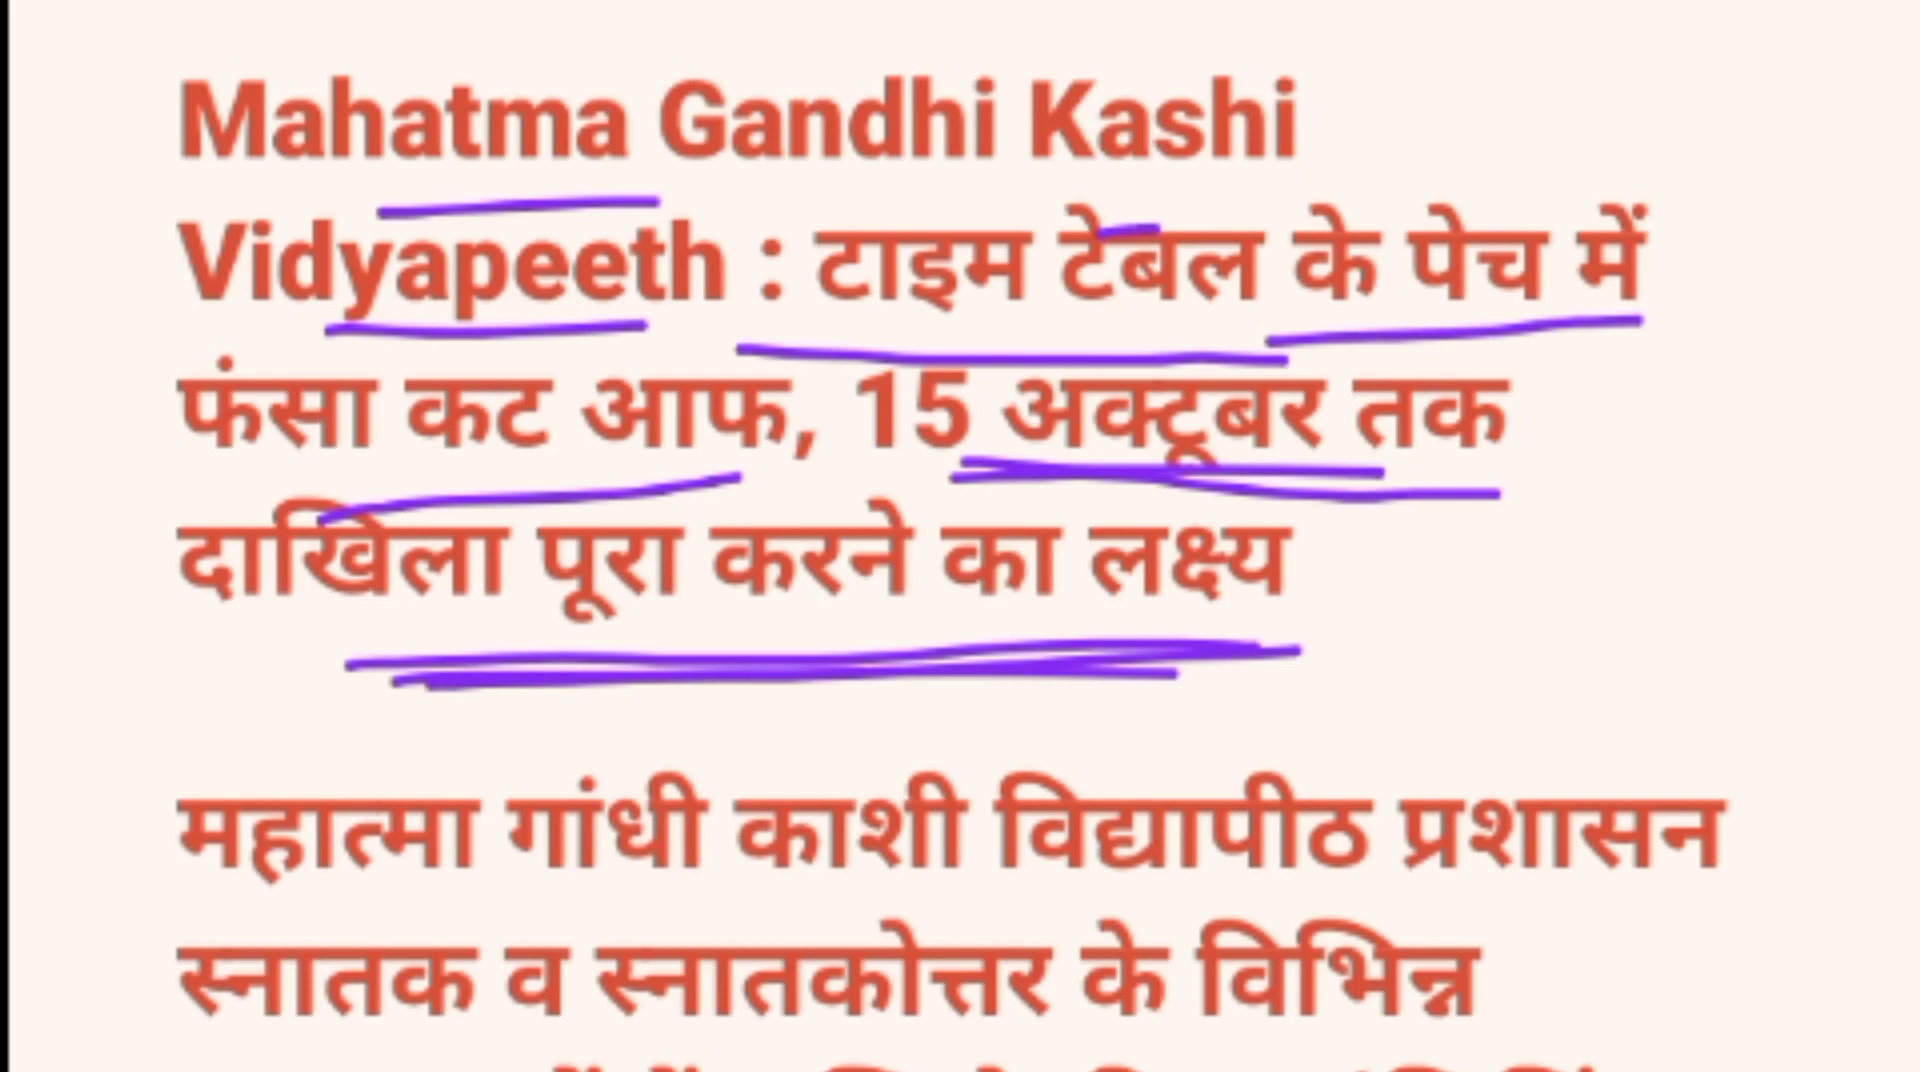 Mahatma Gandhi Kashi
Vidyapeeth : टाइम टेबल के पेच में
फंसा कट आफ, 15 अक्टूबर तक
दाखिला पूरा करने का लक्ष्य
महात्मा गांधी काशी विद्यापीठ प्रशासन
स्नातक व स्नातकोत्तर के विभिन्न